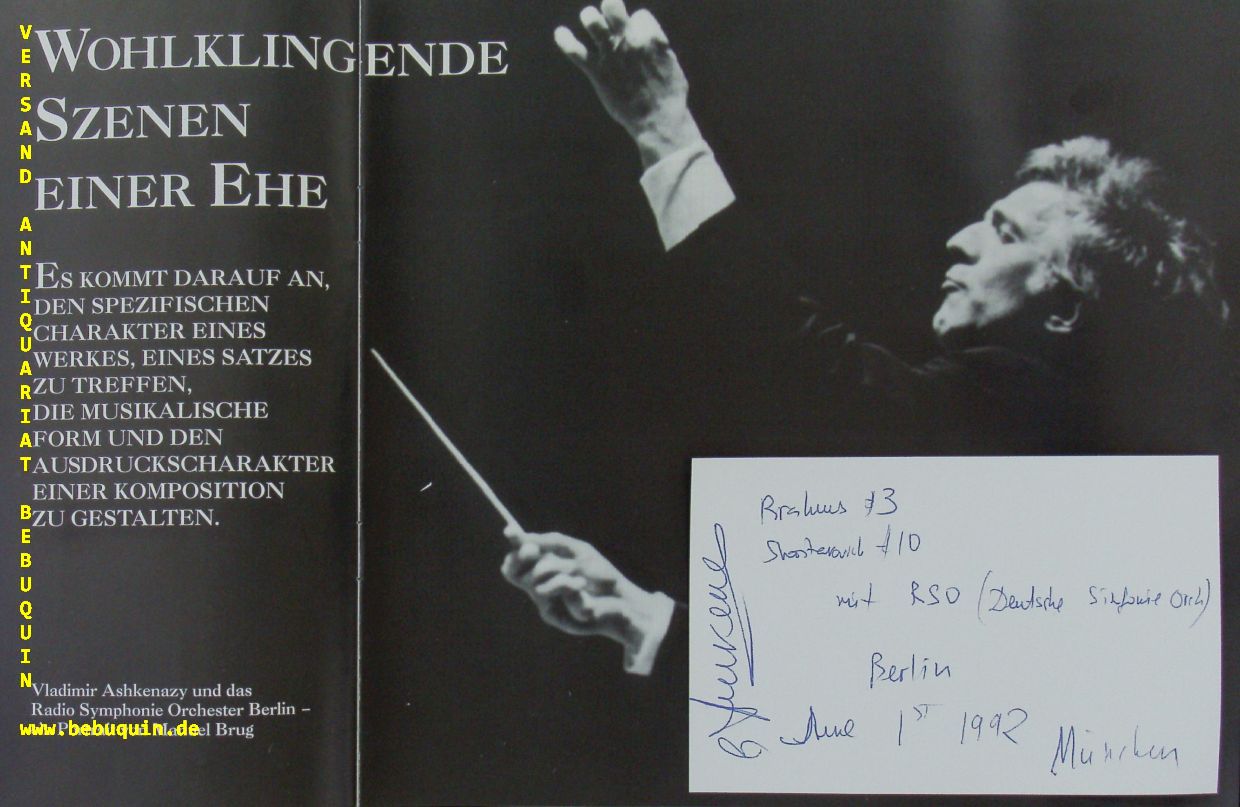 WOHLKLINGENDE
SZENEN
EINER EHE
ES KOMMT DARAUF AN,
DEN SPEZIFISCHEN
CHARAKTER EINES
WERKES, EINES SATZES
ZU TREFFEN,
DIE MUSIKALISCHE
FORM UND DEN
AUSDRUCKSCHARAKTER
EINER KOMPOSITION
ZU GESTALTEN.
Vladimir Ashkenazy und das
Radio Symphonie Orchester Berlin –
Manuel Brug
VERSAND ANTIQUARIAT BEBUQUIN
www.bebuquin.de
Brahms #3
#10
mit RSO (Deutsche Sinfonie Orch)
Berlin
June 1ST 1992
München